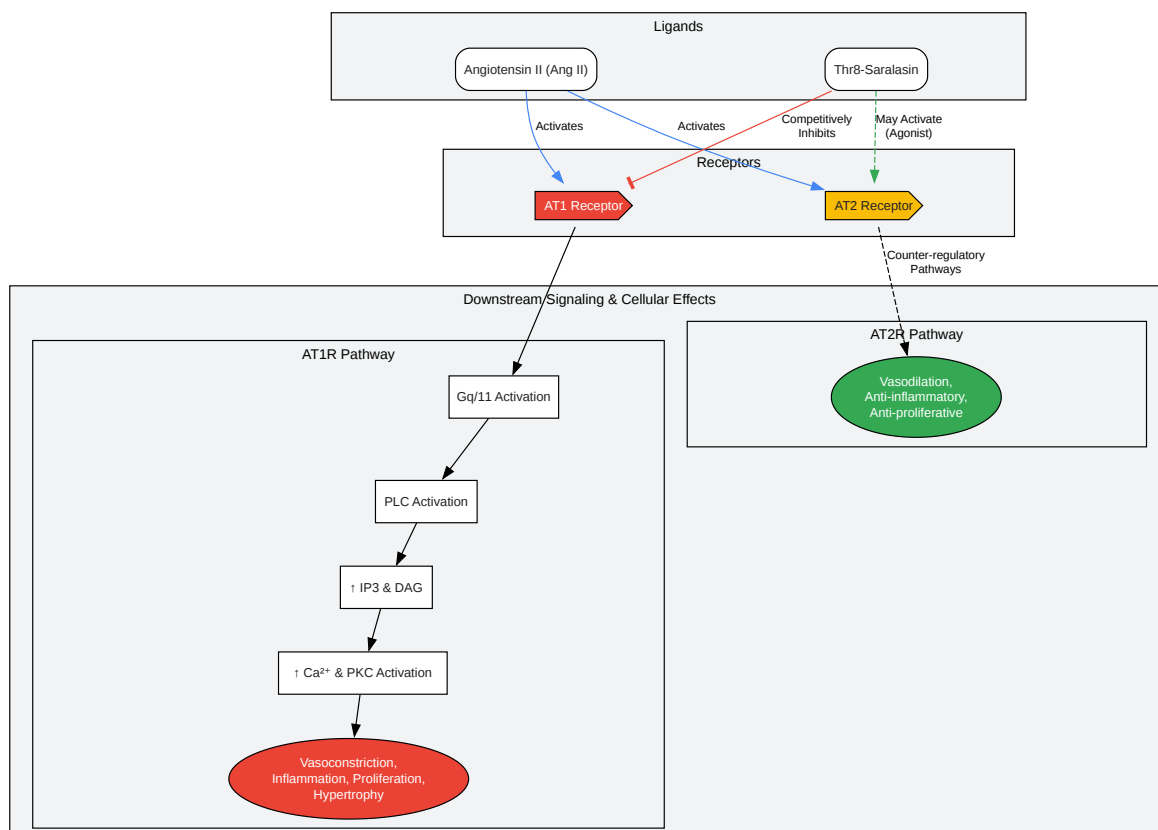 Ligands
Angiotensin II (Ang II)
Thr8-Saralasin
Activates
Activates
Competitively
Inhibits
May Activate
(Agonist)
Receptors
AT1 Receptor
AT2 Receptor
Counter-regulatory
Pathways
Downstream Signaling & Cellular Effects
AT1R Pathway
Gq/11 Activation
PLC Activation
↑ IP3 & DAG
↑ Ca²⁺ & PKC Activation
Vasoconstriction,
Inflammation, Proliferation,
Hypertrophy
AT2R Pathway
Vasodilation,
Anti-inflammatory,
Anti-proliferative